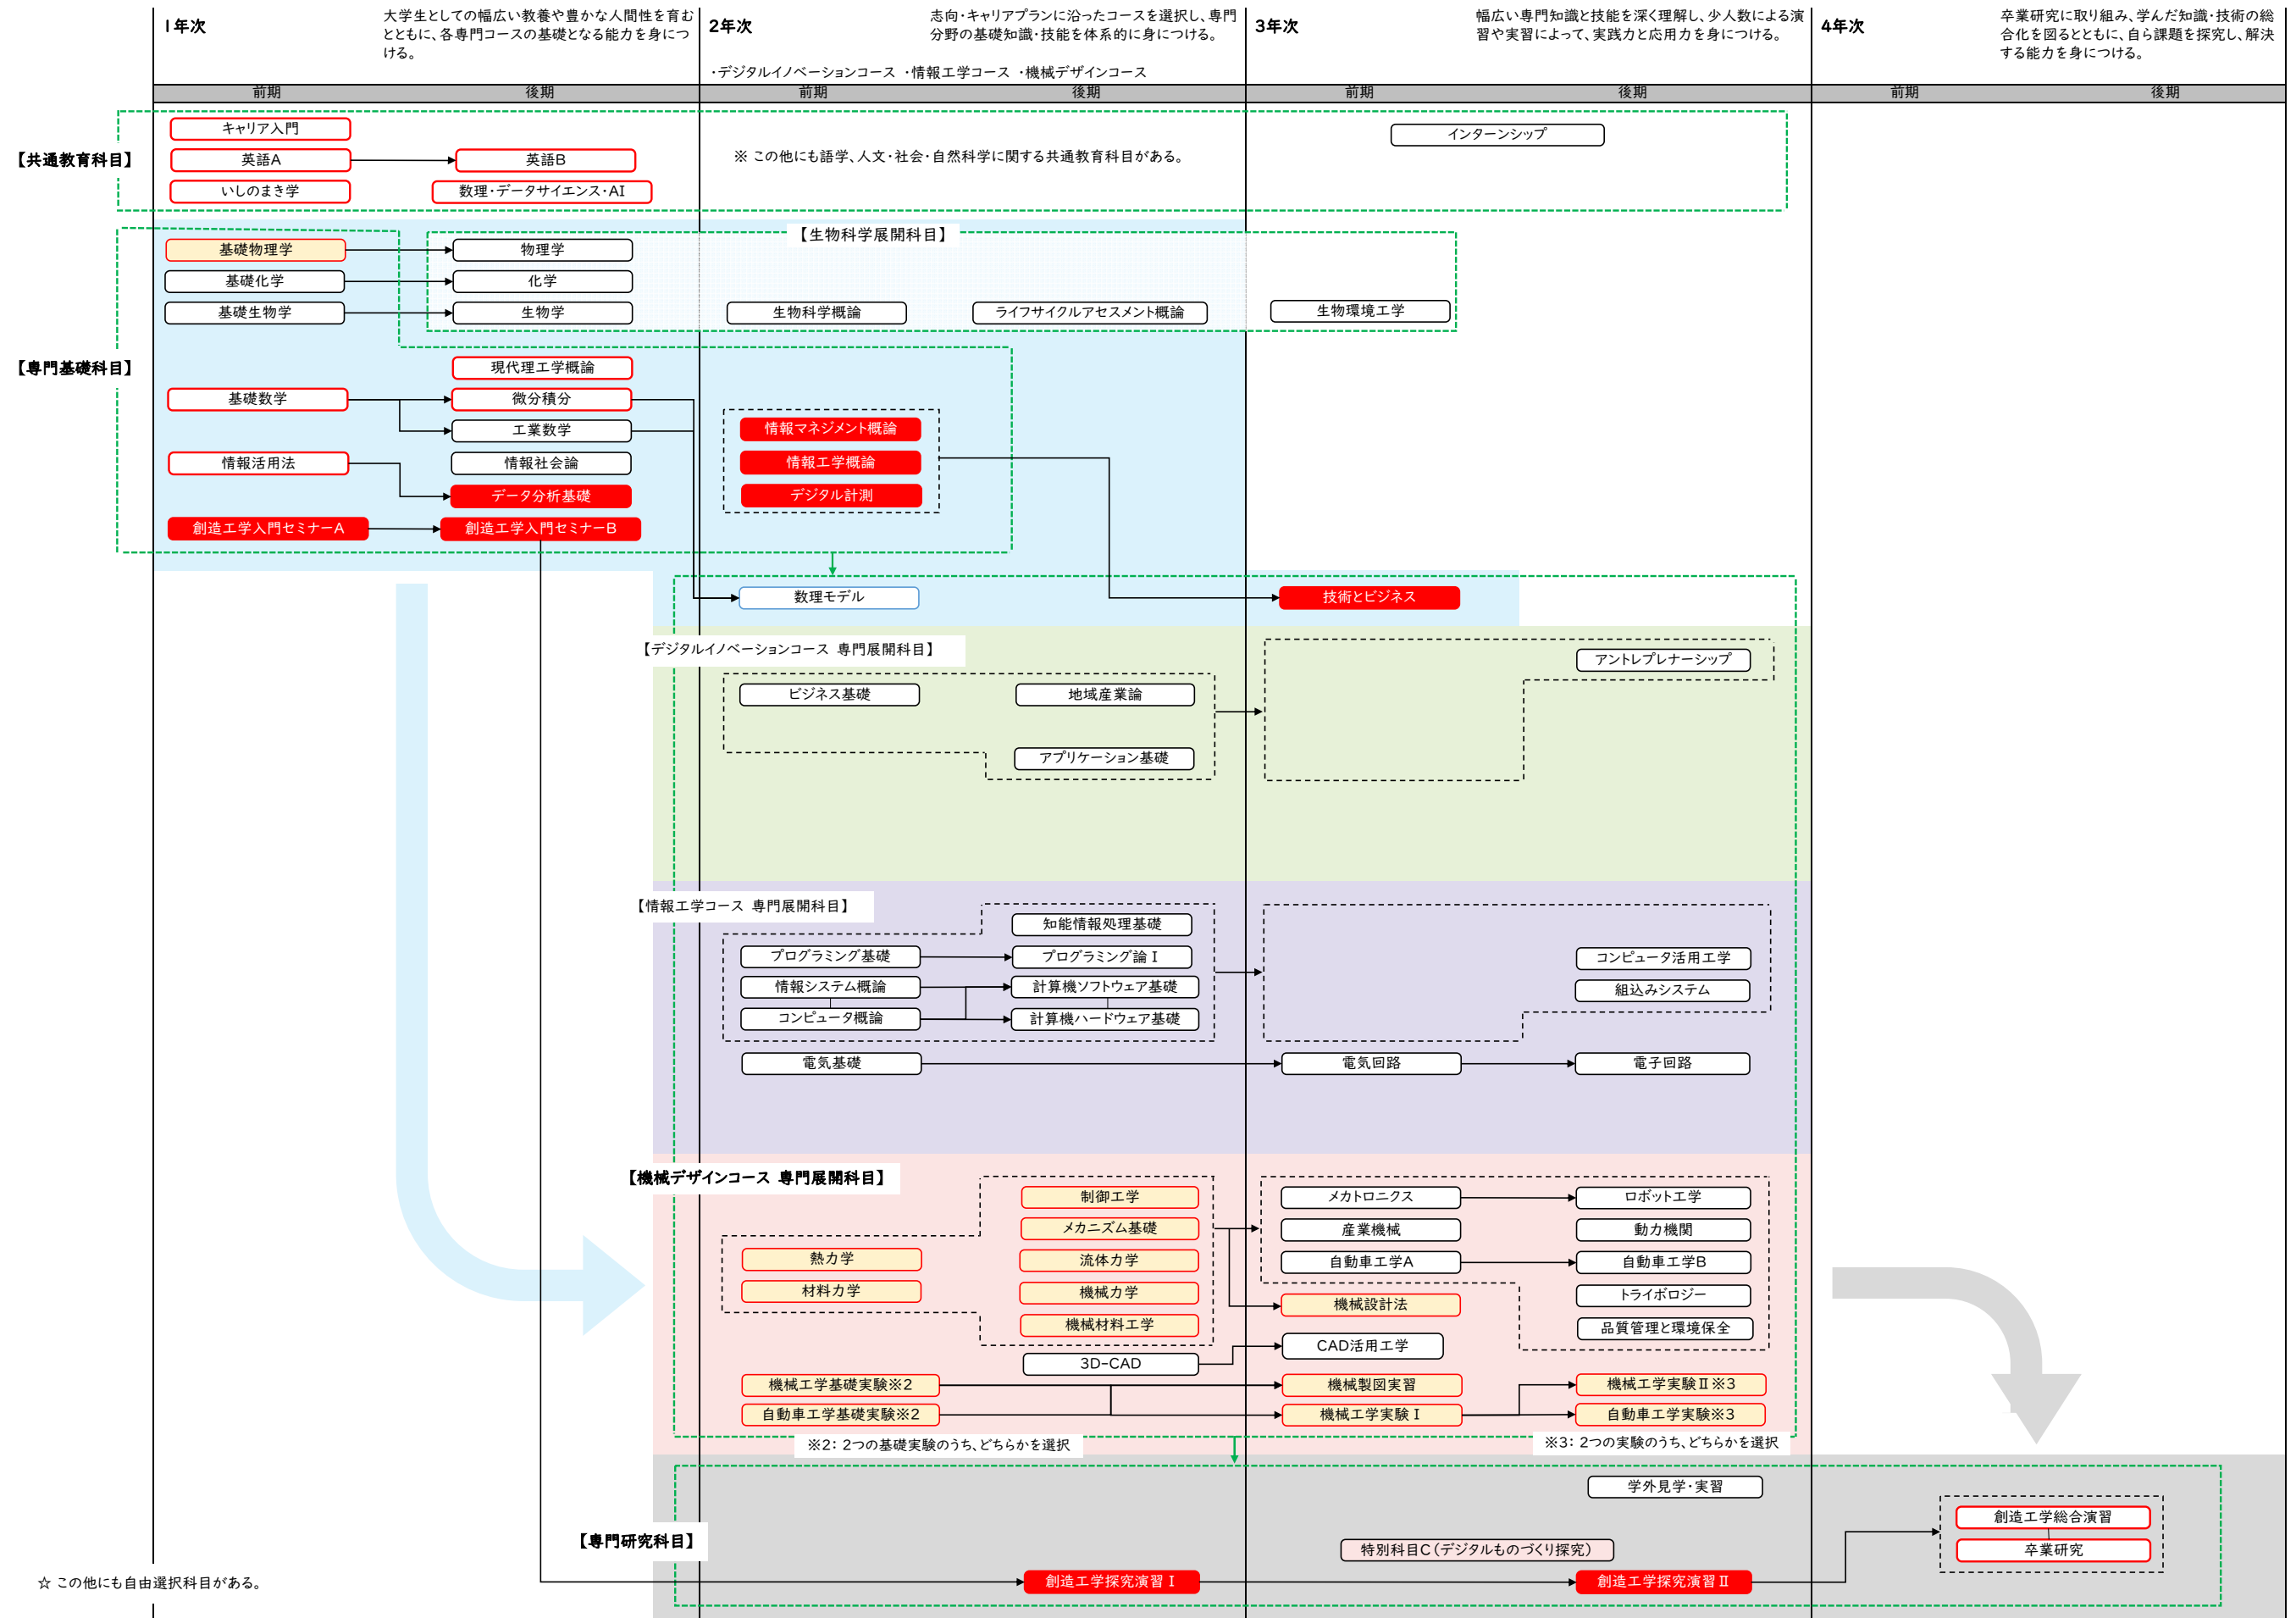 1年次
大学生としての幅広い教養や豊かな人間性を育む
とともに、各専門コースの基礎となる能力を身につ
ける。
2年次
志向・キャリアプランに沿ったコースを選択し、専門
分野の基礎知識・技能を体系的に身につける。
・デジタルイノベーションコース ・情報工学コース ・機械デザインコース
3年次
幅広い専門知識と技能を深く理解し、少人数による演
習や実習によって、実践力と応用力を身につける。
4年次
卒業研究に取り組み、学んだ知識・技術の総
合化を図るとともに、自ら課題を探究し、解決
する能力を身につける。
前期 後期 前期 後期 前期 後期 前期 後期
【共通教育科目】
キャリア入門
インターンシップ
英語A
英語B
※ この他にも語学、人文・社会・自然科学に関する共通教育科目がある。
いしのまき学
数理・データサイエンス・AI
【生物科学展開科目】
基礎物理学
物理学
基礎化学
化学
基礎生物学
生物学
生物科学概論
ライフサイクルアセスメント概論
生物環境工学
【専門基礎科目】
現代理工学概論
基礎数学
微分積分
工業数学
情報マネジメント概論
情報活用法
情報社会論
情報工学概論
データ分析基礎
デジタル計測
創造工学入門セミナーA
創造工学入門セミナーB
数理モデル
技術とビジネス
【デジタルイノベーションコース 専門展開科目】
アントレプレナーシップ
ビジネス基礎
地域産業論
アプリケーション基礎
【情報工学コース 専門展開科目】
知能情報処理基礎
プログラミング基礎
プログラミング論Ⅰ
コンピュータ活用工学
情報システム概論
計算機ソフトウェア基礎
組込みシステム
コンピュータ概論
計算機ハードウェア基礎
電気基礎
電気回路
電子回路
【機械デザインコース 専門展開科目】
制御工学
メカトロニクス
ロボット工学
メカニズム基礎
産業機械
動力機関
熱力学
流体力学
自動車工学A
自動車工学B
材料力学
機械力学
機械設計法
トライボロジー
機械材料工学
品質管理と環境保全
3D-CAD
CAD活用工学
機械工学基礎実験※2
機械製図実習
機械工学実験Ⅱ※3
自動車工学基礎実験※2
機械工学実験Ⅰ
自動車工学実験※3
※2: 2つの基礎実験のうち、どちらかを選択
※3: 2つの実験のうち、どちらかを選択
学外見学・実習
【専門研究科目】
創造工学総合演習
特別科目C(デジタルものづくり探究)
卒業研究
☆ この他にも自由選択科目がある。
創造工学探究演習Ⅰ
創造工学探究演習Ⅱ